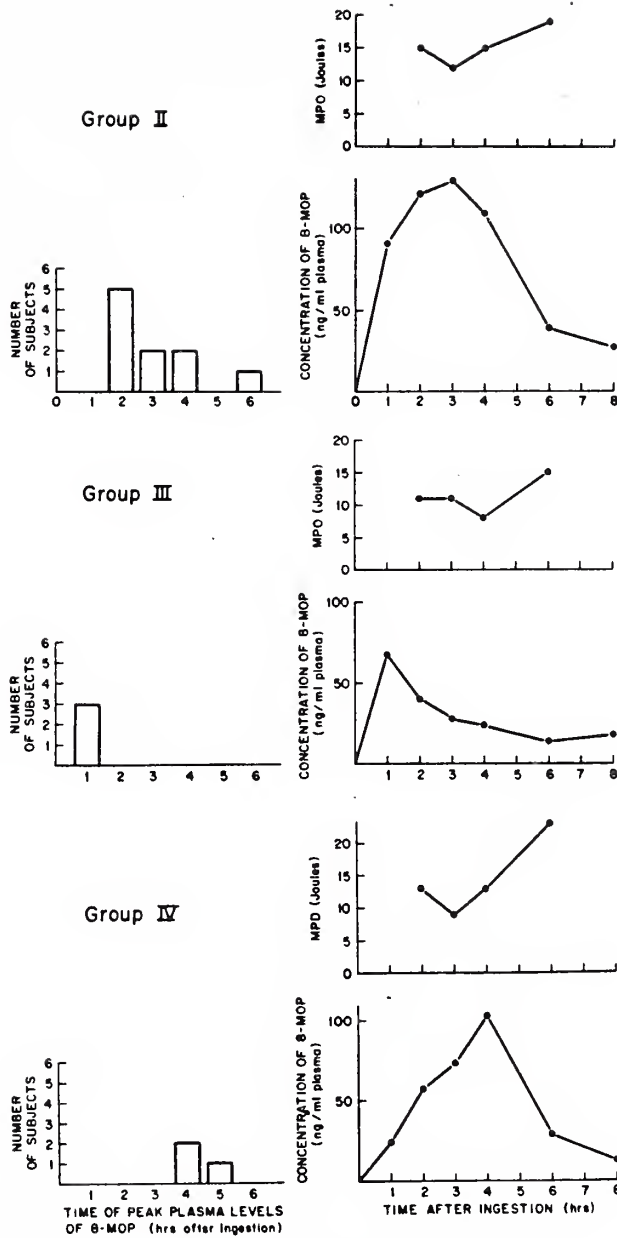 Group II
MPO (Joules)
20
15
10
5
0
CONCENTRATION OF 8-MOP
(ng/ml plasma)
100
50
0 1 2 3 4 5 6 7 8
NUMBER
OF SUBJECTS
6
5
4
3
2
1
0 1 2 3 4 5 6
Group III
MPO (Joules)
20
15
10
5
0
CONCENTRATION OF 8-MOP
(ng/ml plasma)
100
50
1 2 3 4 5 6 7 8
NUMBER
OF SUBJECTS
6
5
4
3
2
1
1 2 3 4 5 6
Group IV
MPD (Joules)
20
15
10
5
0
CONCENTRATION OF 8-MOP
(ng/ml plasma)
100
50
1 2 3 4 5 6 7 8
TIME AFTER INGESTION (hrs)
NUMBER
OF SUBJECTS
6
5
4
3
2
1
1 2 3 4 5 6
TIME OF PEAK PLASMA LEVELS
OF 8-MOP (hrs after Ingestion)